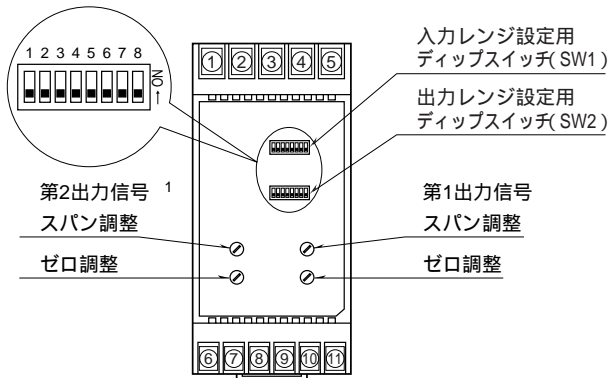 1 2 3 4 5 6 7 8
ON→
① ② ③ ④ ⑤
入力レンジ設定用
ディップスイッチ( SW1 )
出力レンジ設定用
ディップスイッチ( SW2 )
第2出力信号 1
スパン調整
ゼロ調整
第1出力信号
スパン調整
ゼロ調整
⑥ ⑦ ⑧ ⑨ ⑩ ⑪